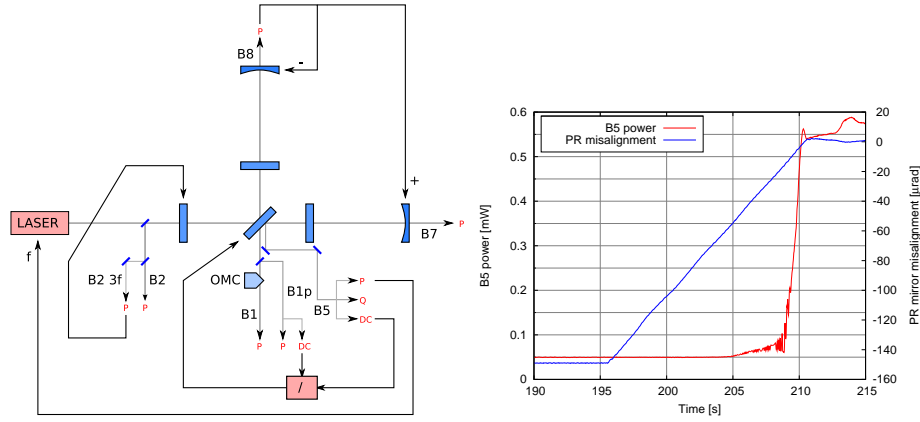 P
B8
-
LASER
+
B7
P
f
B2 3f
B2
OMC
B1p
B5
P
Q
DC
P
P
B1
P
P
DC
/
0.6
0.5
0.4
0.3
0.2
0.1
0
B5 power [mW]
B5 power
PR misalignment
20
0
-20
-40
-60
-80
-100
-120
-140
-160
PR mirror misalignment [µrad]
190
195
200
205
210
215
Time [s]